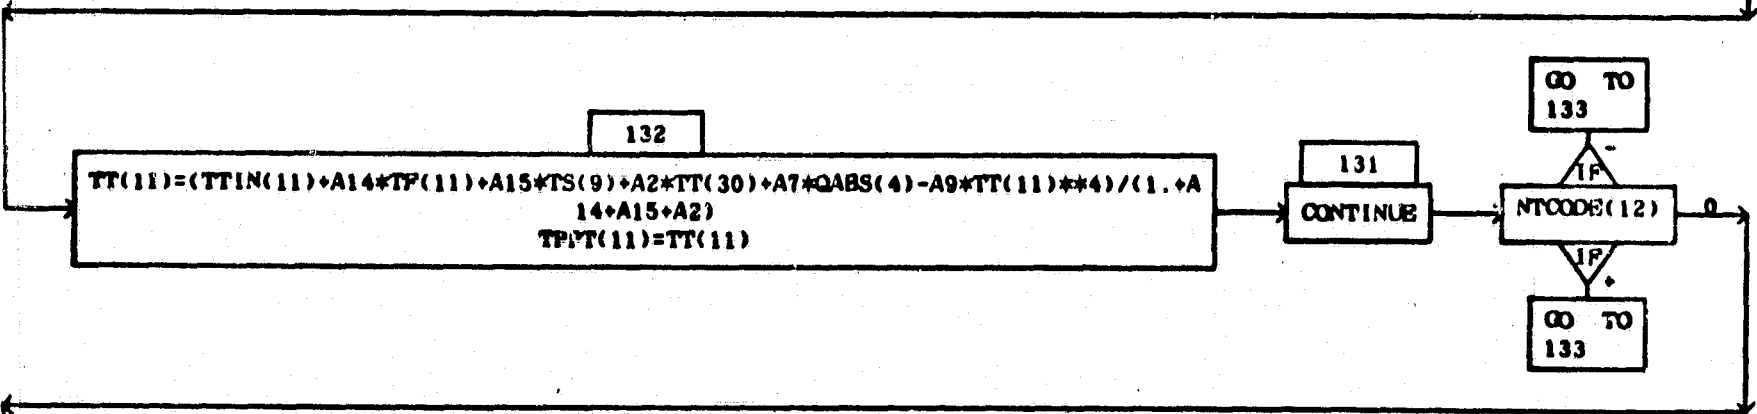 GO TO
133
132
131
IF -
TT(11)=(TTIN(11)+A14*TP(11)+A15*TS(9)+A2*TT(30)+A7*QABS(4)-A9*TT(11)**4)/(1.+A
14+A15+A2)
TT(11)=TT(11)
CONTINUE
NTCODE(12)
0
IF +
GO TO
133